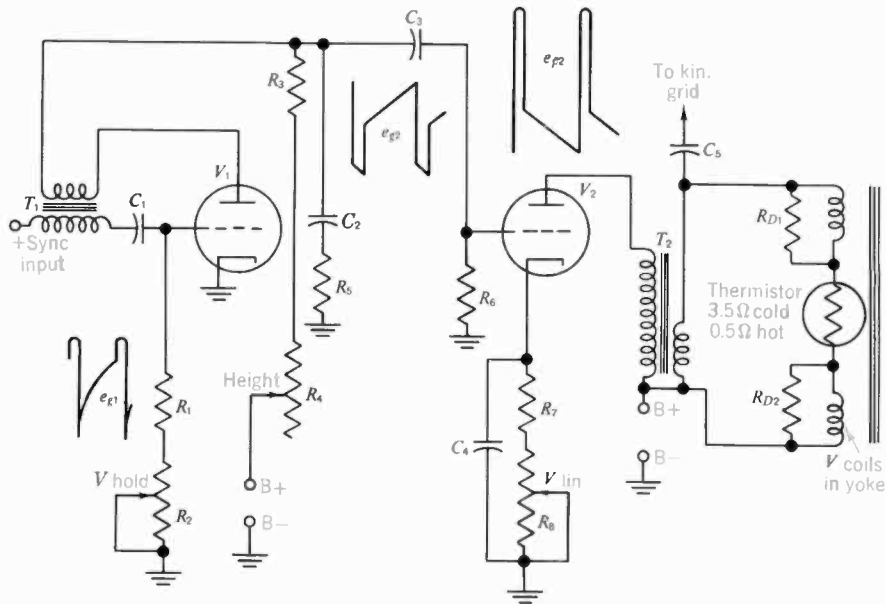 C3
R3
eg2
ep2
To kin.
grid
C5
V1
T1
C1
+Sync
input
C2
R5
V2
T2
R6
RD1
Thermistor
3.5Ω cold
0.5Ω hot
eg1
R1
Height
R4
R7
RD2
B+
C4
V hold
R2
B+
B−
V lin
R8
B−
V coils
in yoke